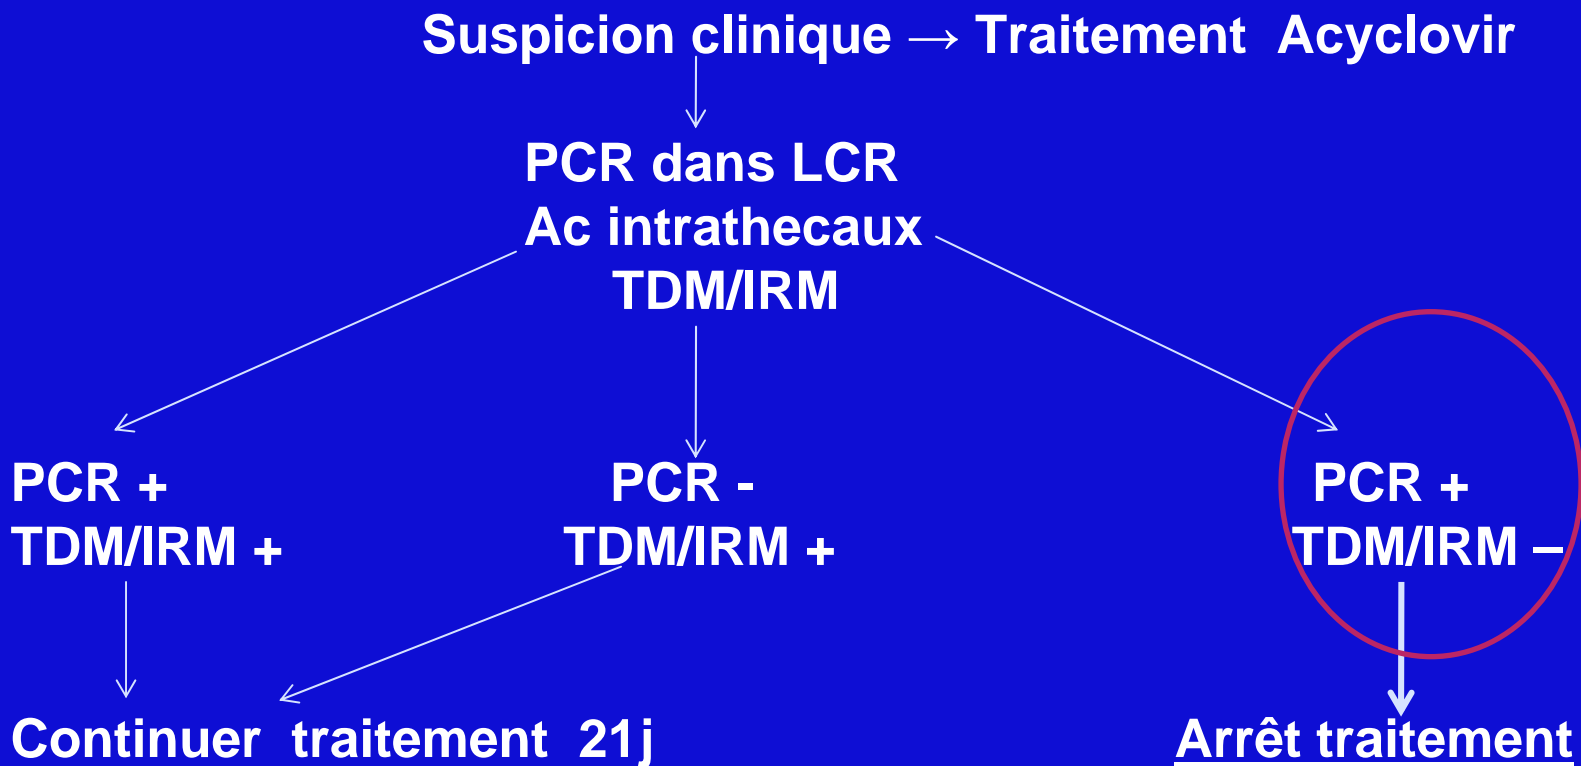 Suspicion clinique → Traitement Acyclovir
PCR dans LCR
Ac intrathecaux
TDM/IRM
PCR +
TDM/IRM +
PCR -
TDM/IRM +
PCR +
TDM/IRM –
Continuer traitement 21j
Arrêt traitement